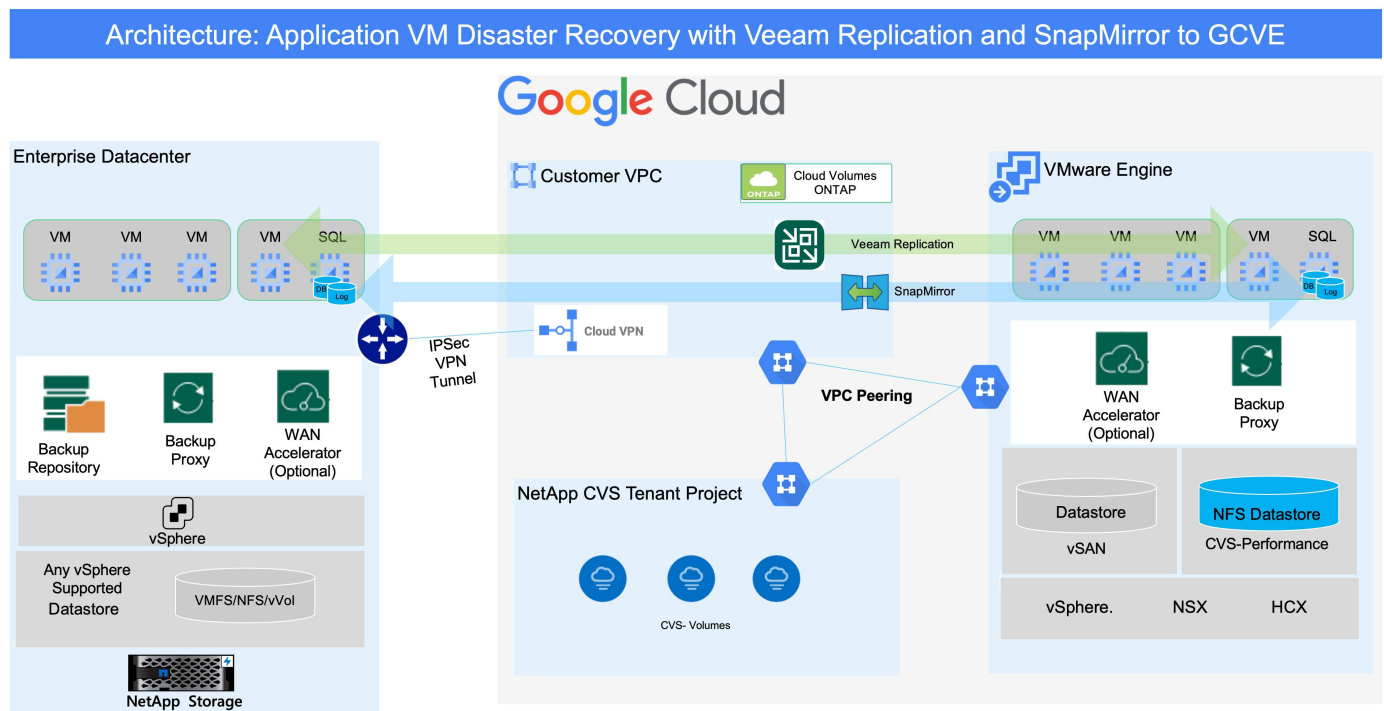 Architecture: Application VM Disaster Recovery with Veeam Replication and SnapMirror to GCVE
Google Cloud
Enterprise Datacenter
VM
VM
VM
VM
SQL
DB
Log
IPSec
VPN
Tunnel
Backup
Repository
Backup
Proxy
WAN
Accelerator
(Optional)
vSphere
Any vSphere
Supported
Datastore
VMFS/NFS/vVol
NetApp Storage
Customer VPC
ONTAP
Cloud Volumes
ONTAP
Veeam Replication
SnapMirror
Cloud VPN
VPC Peering
NetApp CVS Tenant Project
CVS- Volumes
VMware Engine
VM
VM
VM
VM
SQL
DB
Log
WAN
Accelerator
(Optional)
Backup
Proxy
Datastore
vSAN
NFS Datastore
CVS-Performance
vSphere.
NSX
HCX